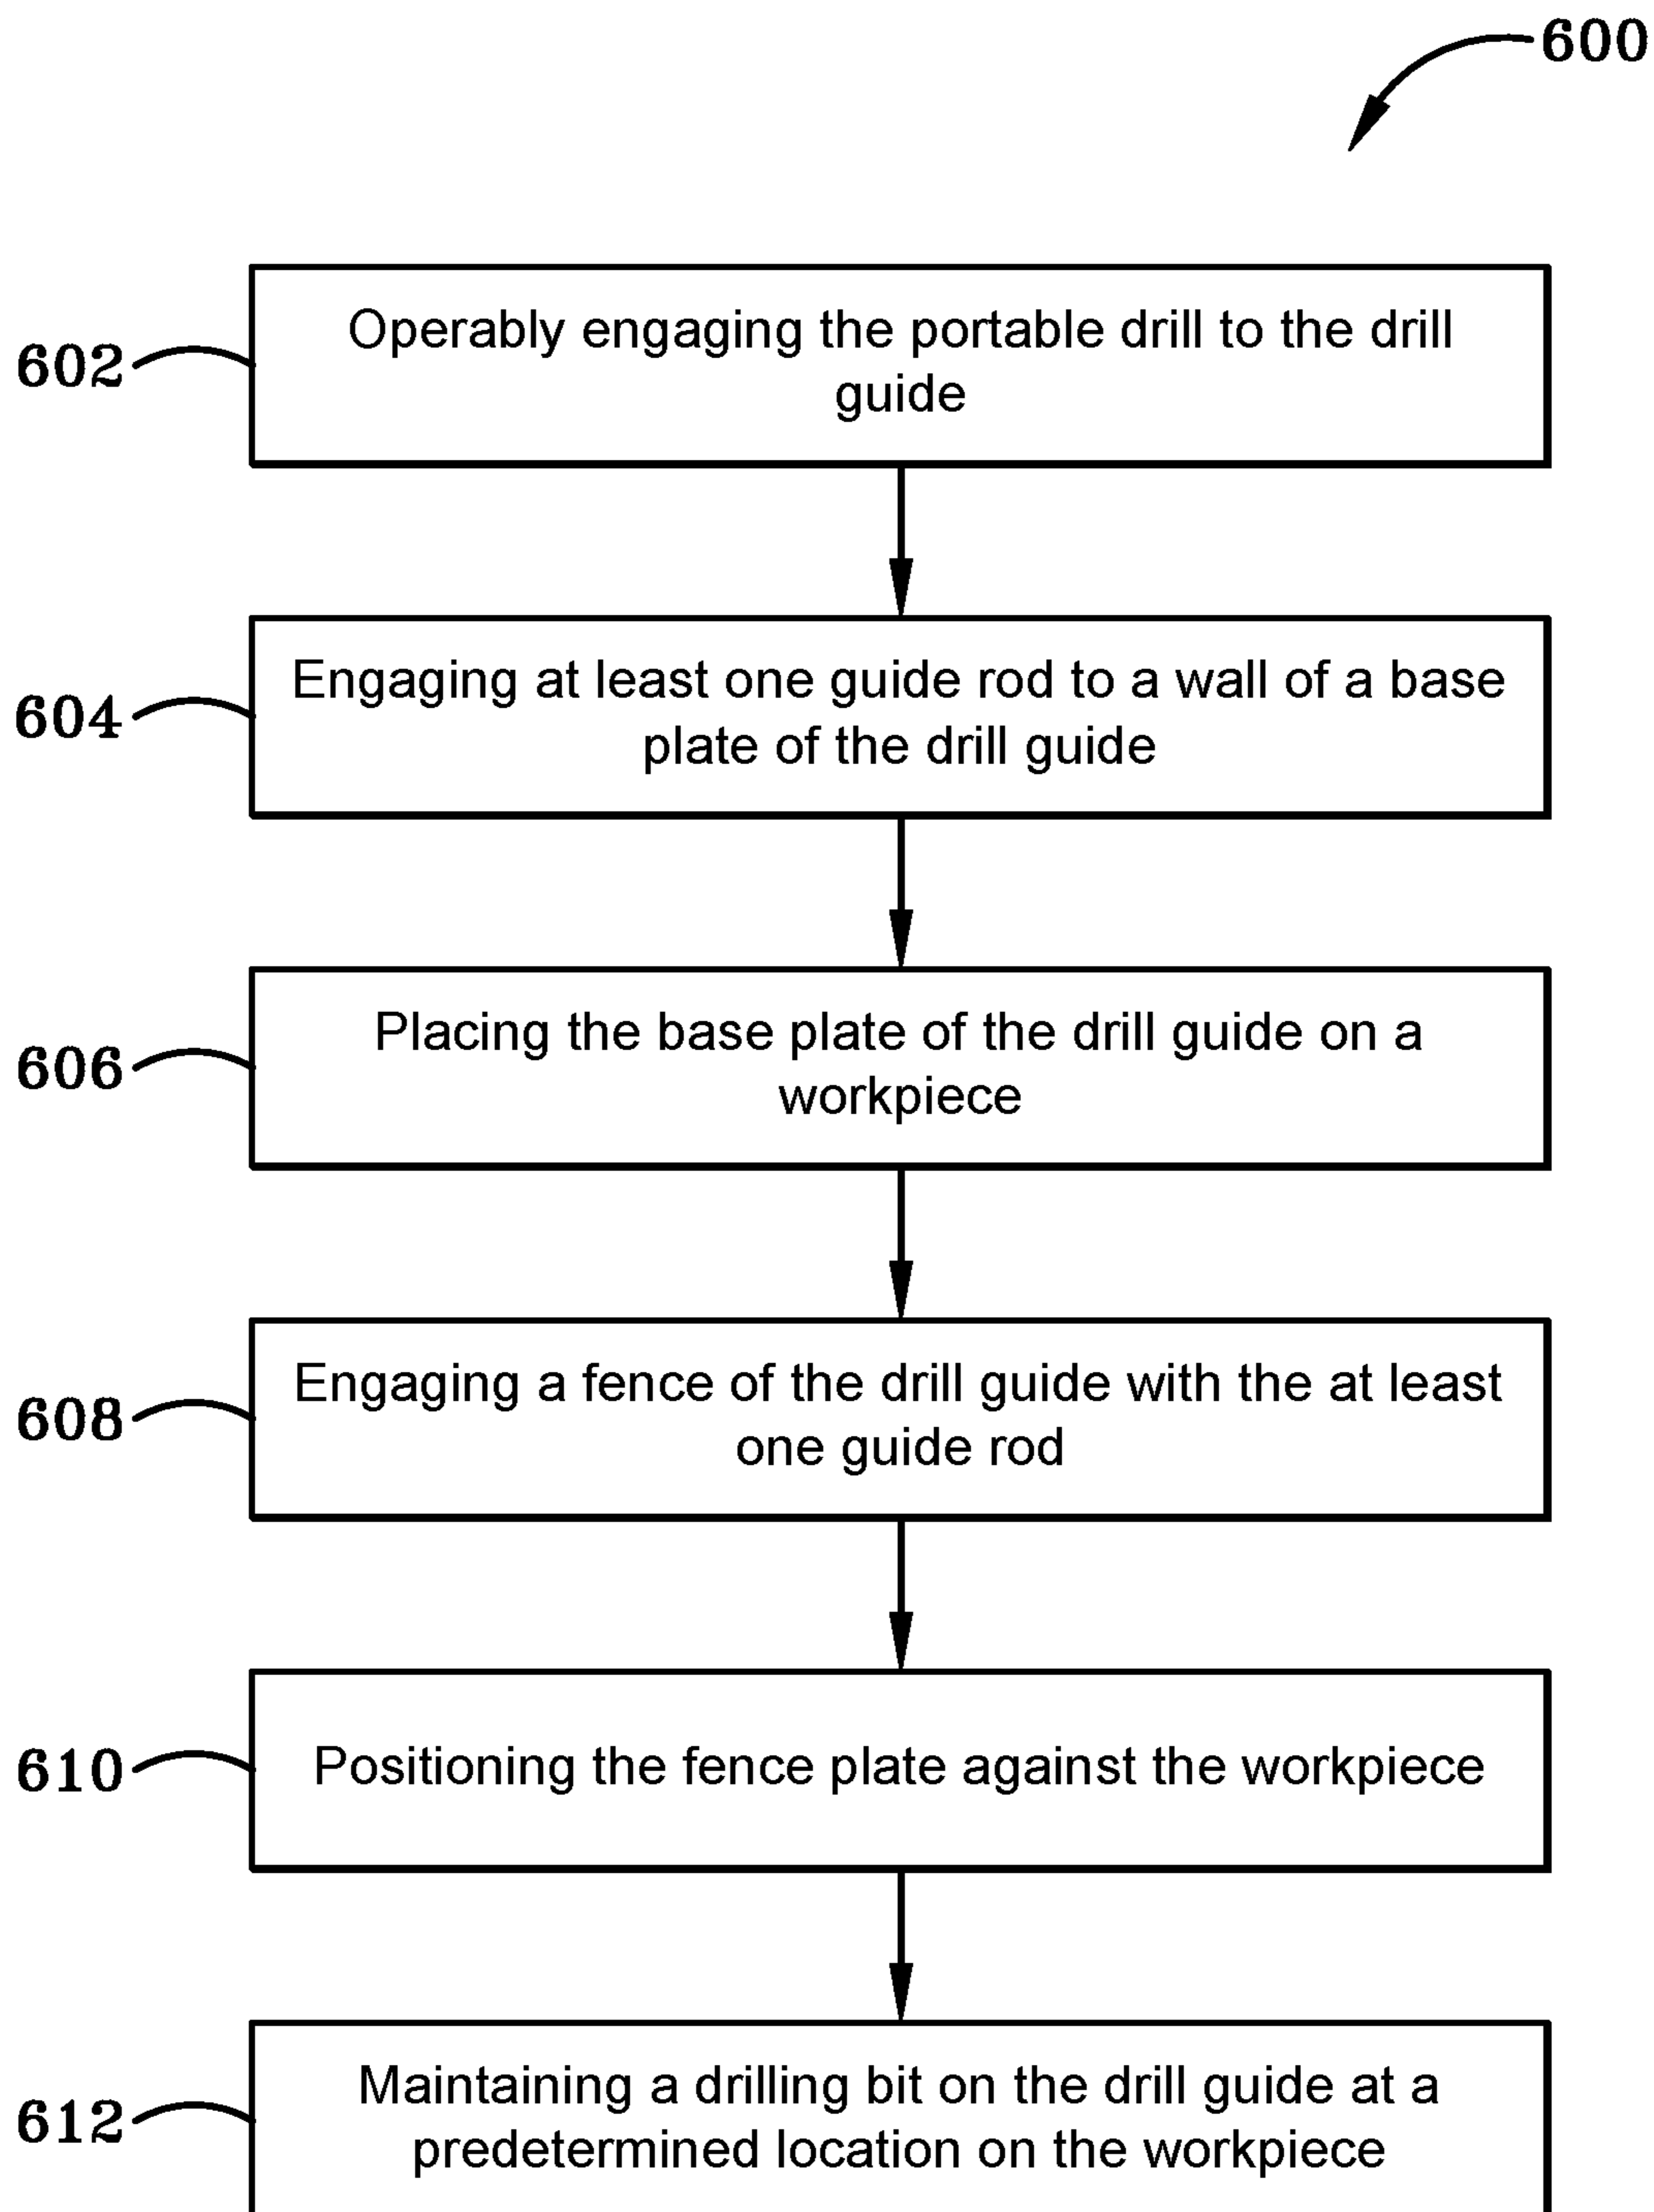 600
602
Operably engaging the portable drill to the drill
guide
604
Engaging at least one guide rod to a wall of a base
plate of the drill guide
606
Placing the base plate of the drill guide on a
workpiece
608
Engaging a fence of the drill guide with the at least
one guide rod
610
Positioning the fence plate against the workpiece
612
Maintaining a drilling bit on the drill guide at a
predetermined location on the workpiece